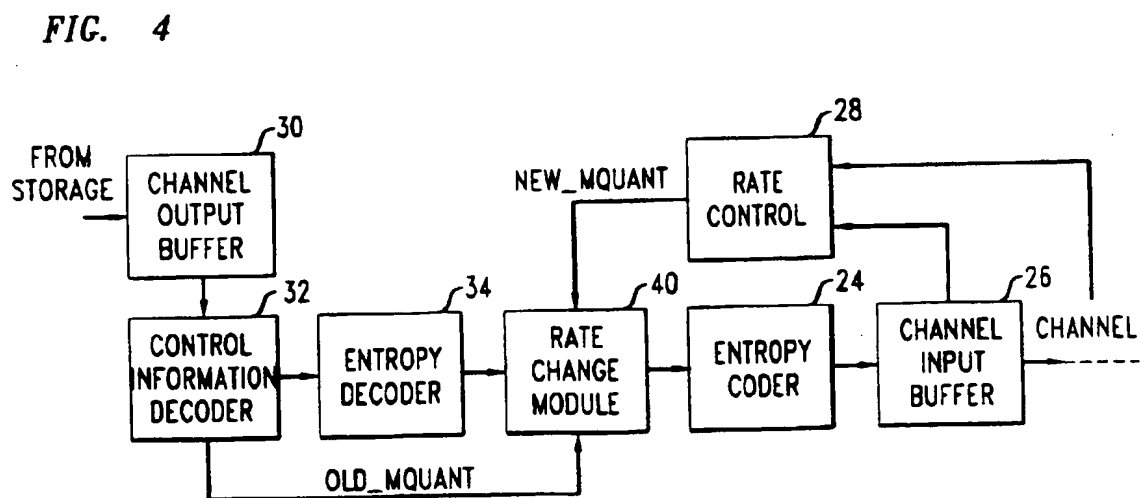 FIG. 4
30
FROM
STORAGE
CHANNEL
OUTPUT
BUFFER
28
NEW_MQUANT
RATE
CONTROL
32
CONTROL
INFORMATION
DECODER
34
ENTROPY
DECODER
40
RATE
CHANGE
MODULE
24
ENTROPY
CODER
26
CHANNEL
INPUT
BUFFER
CHANNEL
OLD_MQUANT